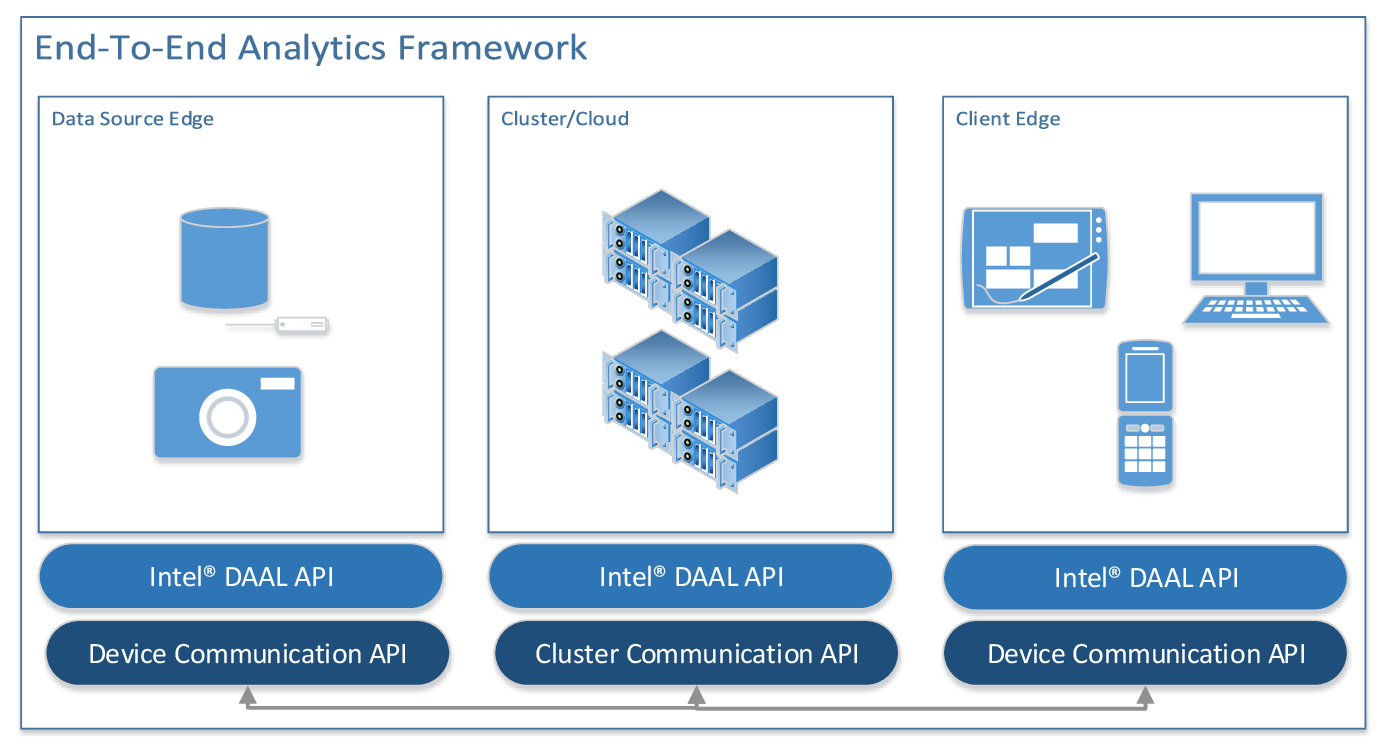 End-To-End Analytics Framework
Data Source Edge
Cluster/Cloud
Client Edge
Intel® DAAL API
Intel® DAAL API
Intel® DAAL API
Device Communication API
Cluster Communication API
Device Communication API